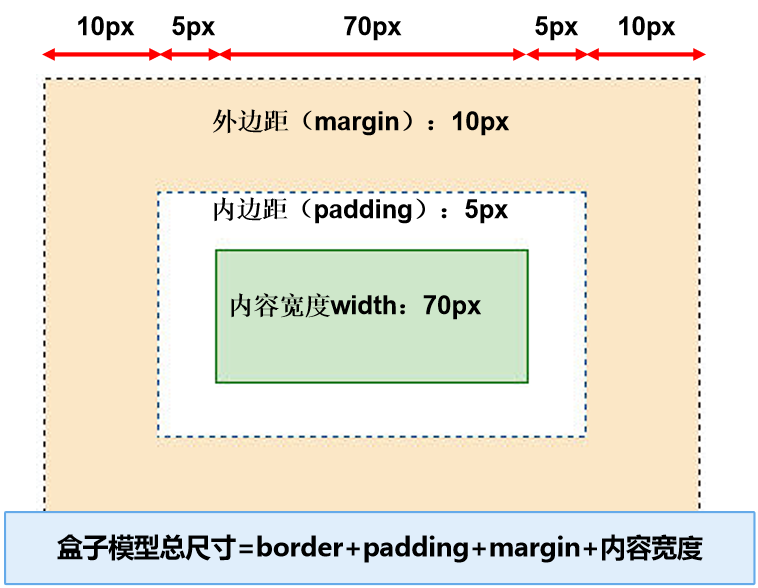 10px 5px 70px 5px 10px
外边距（margin）：10px
内边距（padding）：5px
内容宽度width：70px
盒子模型总尺寸=border+padding+margin+内容宽度